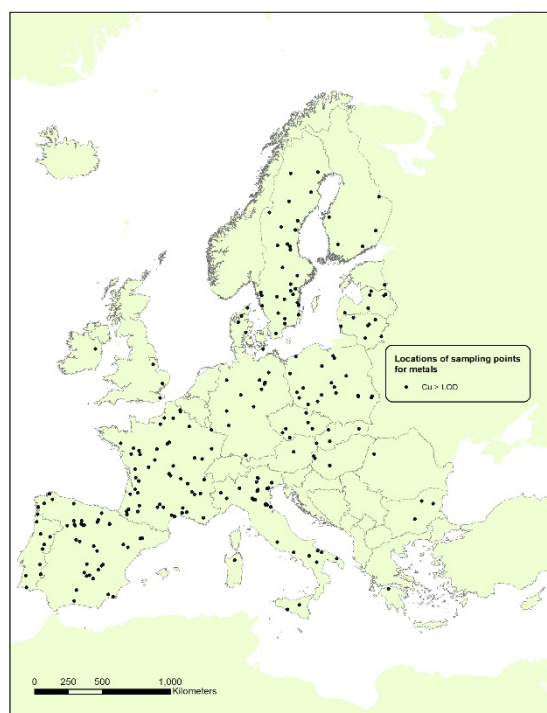 Locations of sampling points
for metals
Cu > LOD
0 250 500 1,000
Kilometers